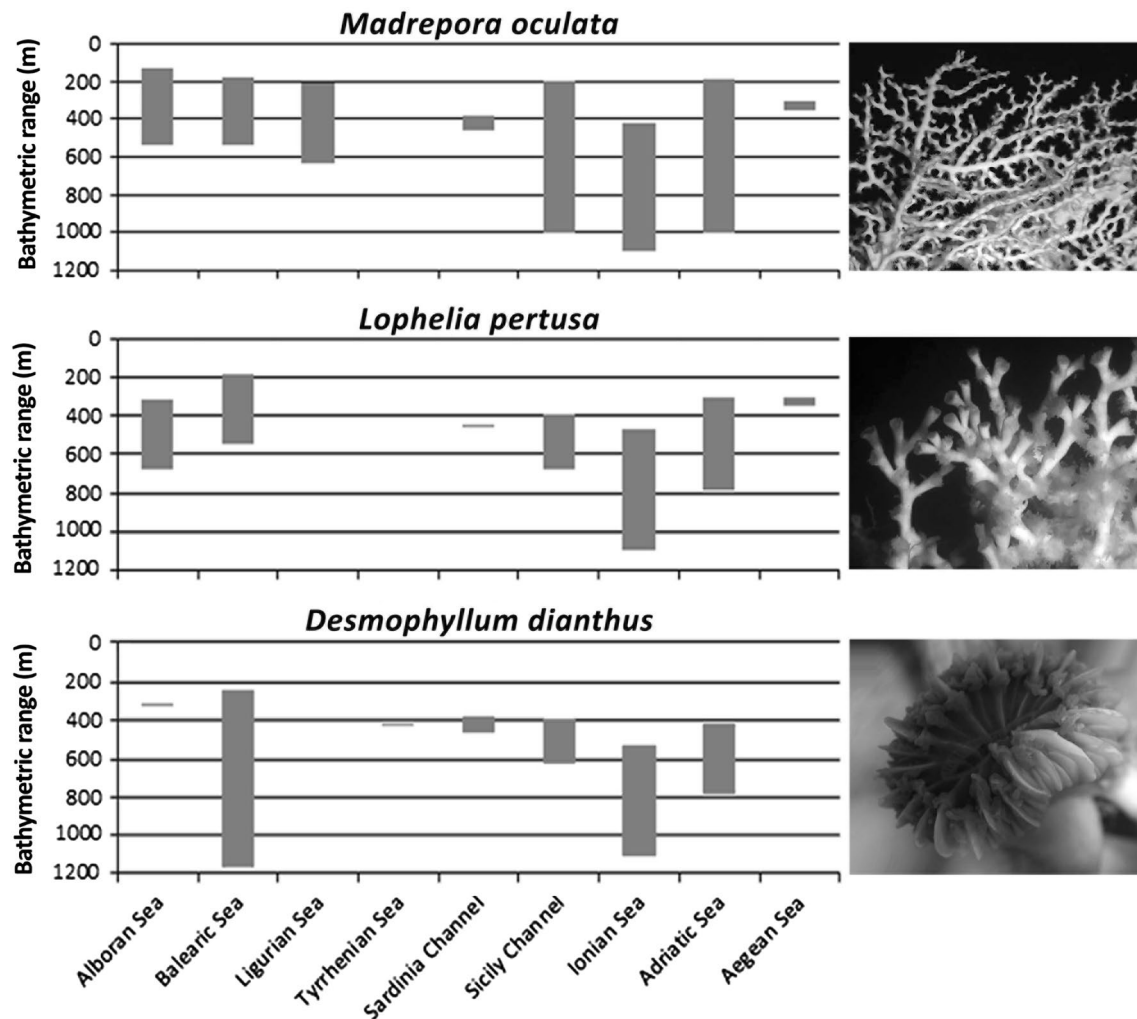 Madrepora oculata
Bathymetric range (m)
0
200
400
600
800
1000
1200
Lophelia pertusa
Bathymetric range (m)
0
200
400
600
800
1000
1200
Desmophyllum dianthus
Bathymetric range (m)
0
200
400
600
800
1000
1200
Alboran Sea
Balearic Sea
Ligurian Sea
Tyrrhenian Sea
Sardinia Channel
Sicily Channel
Ionian Sea
Adriatic Sea
Aegean Sea